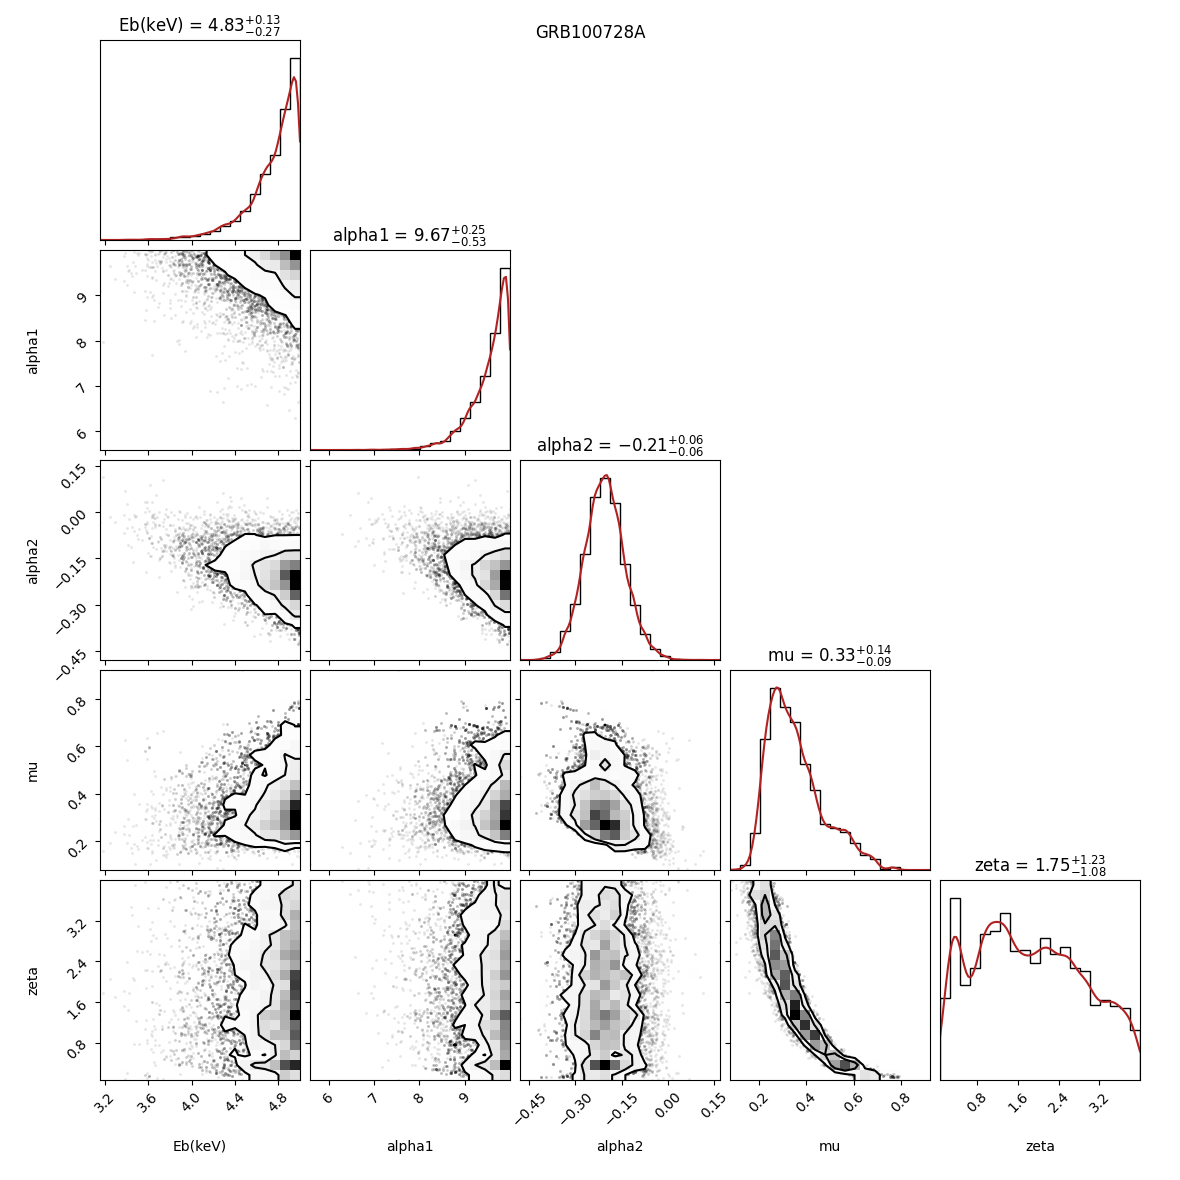 GRB100728A
Eb(keV) = 4.83+0.13−0.27
alpha1 = 9.67+0.25−0.53
alpha1
9
8
7
6
alpha2 = −0.21+0.06−0.06
alpha2
0.15
0.00
−0.15
−0.30
−0.45
mu = 0.33+0.14−0.09
mu
0.8
0.6
0.4
0.2
zeta = 1.75+1.23−1.08
zeta
3.2
2.4
1.6
0.8
3.2 3.6 4.0 4.4 4.8 6 7 8 9 −0.45 −0.30 −0.15 0.00 0.15 0.2 0.4 0.6 0.8 0.8 1.6 2.4 3.2
Eb(keV) alpha1 alpha2 mu zeta